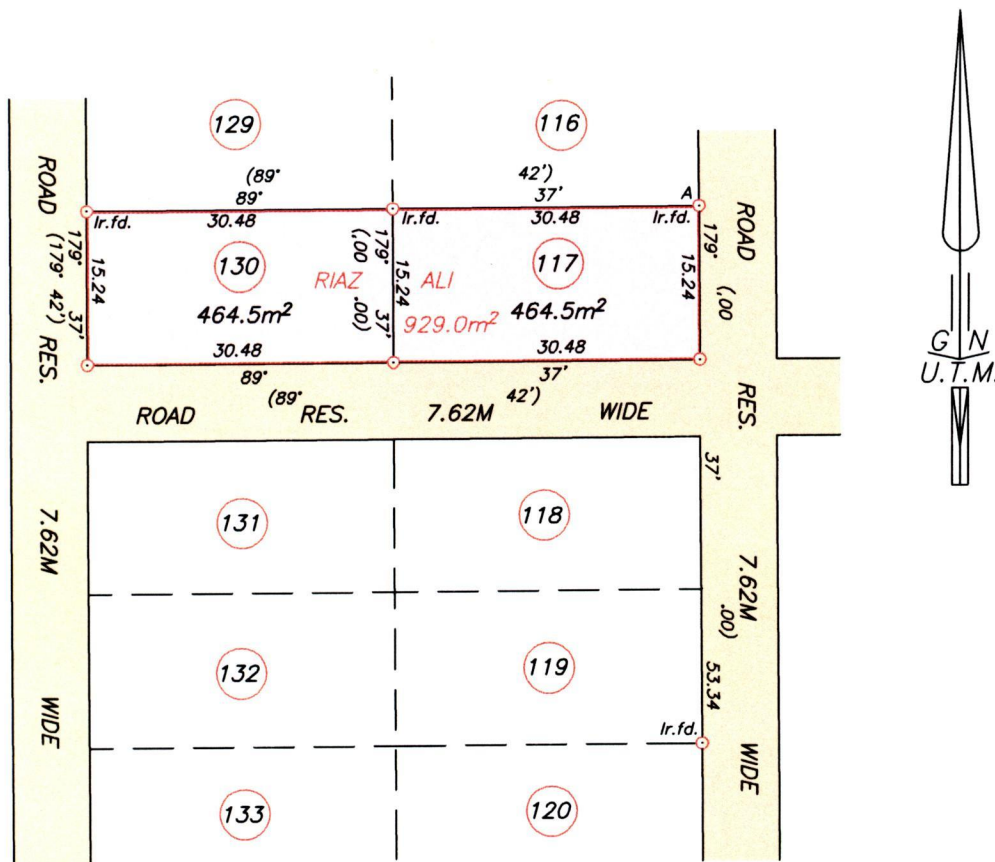 129
116
(89°
42')
89°
37'
A
Ir.fd.
30.48
Ir.fd.
30.48
Ir.fd.
ROAD
(179° 42')
RES.
179°
37'
15.24
130
464.5m²
179°
37'
(.00
.00)
15.24
RIAZ ALI
929.0m²
117
464.5m²
15.24
179°
37'
ROAD
(.00
.00)
RES.
30.48
30.48
89°
37'
(89°
42')
ROAD RES. 7.62M WIDE
G N
U.T.M.
131
118
7.62M
WIDE
7.62M
WIDE
132
119
53.34
Ir.fd.
133
120